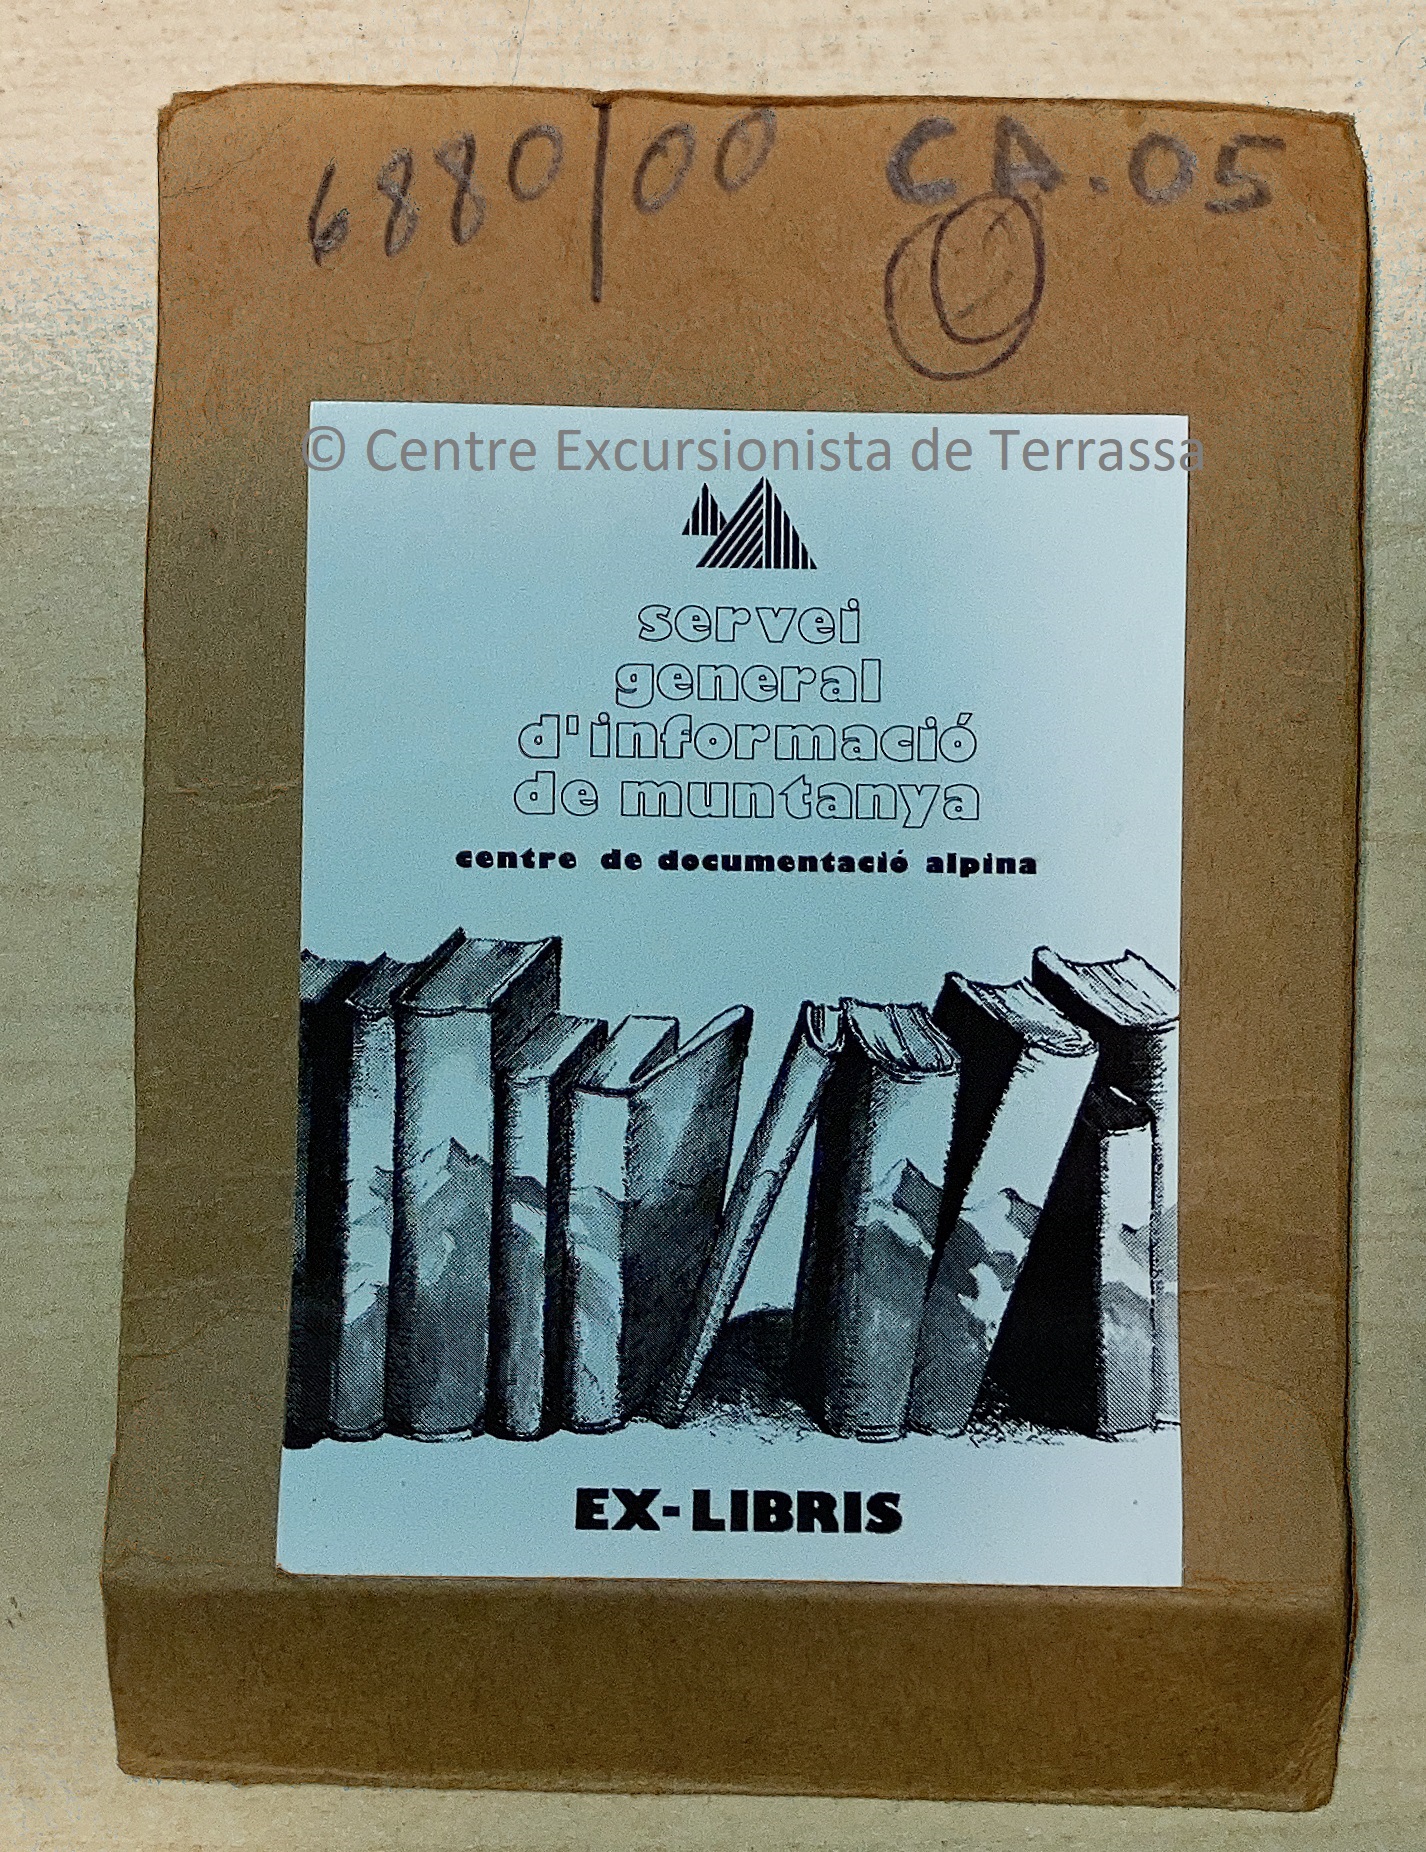 6880/00 CA.05
© Centre Excursionista de Terrassa
servei
general
d'informació
de muntanya
centre de documentació alpina
EX-LIBRIS